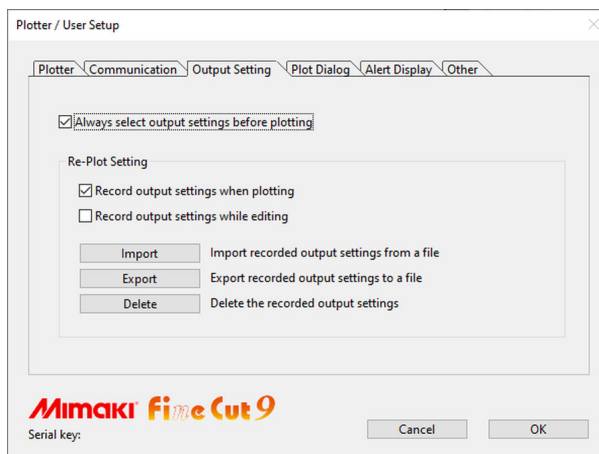 Plotter / User Setup
Plotter Communication Output Setting Plot Dialog Alert Display Other
Always select output settings before plotting
Re-Plot Setting
Record output settings when plotting
Record output settings while editing
Import Import recorded output settings from a file
Export Export recorded output settings to a file
Delete Delete the recorded output settings
Mimaki Fine Cut 9
Serial key:
Cancel OK